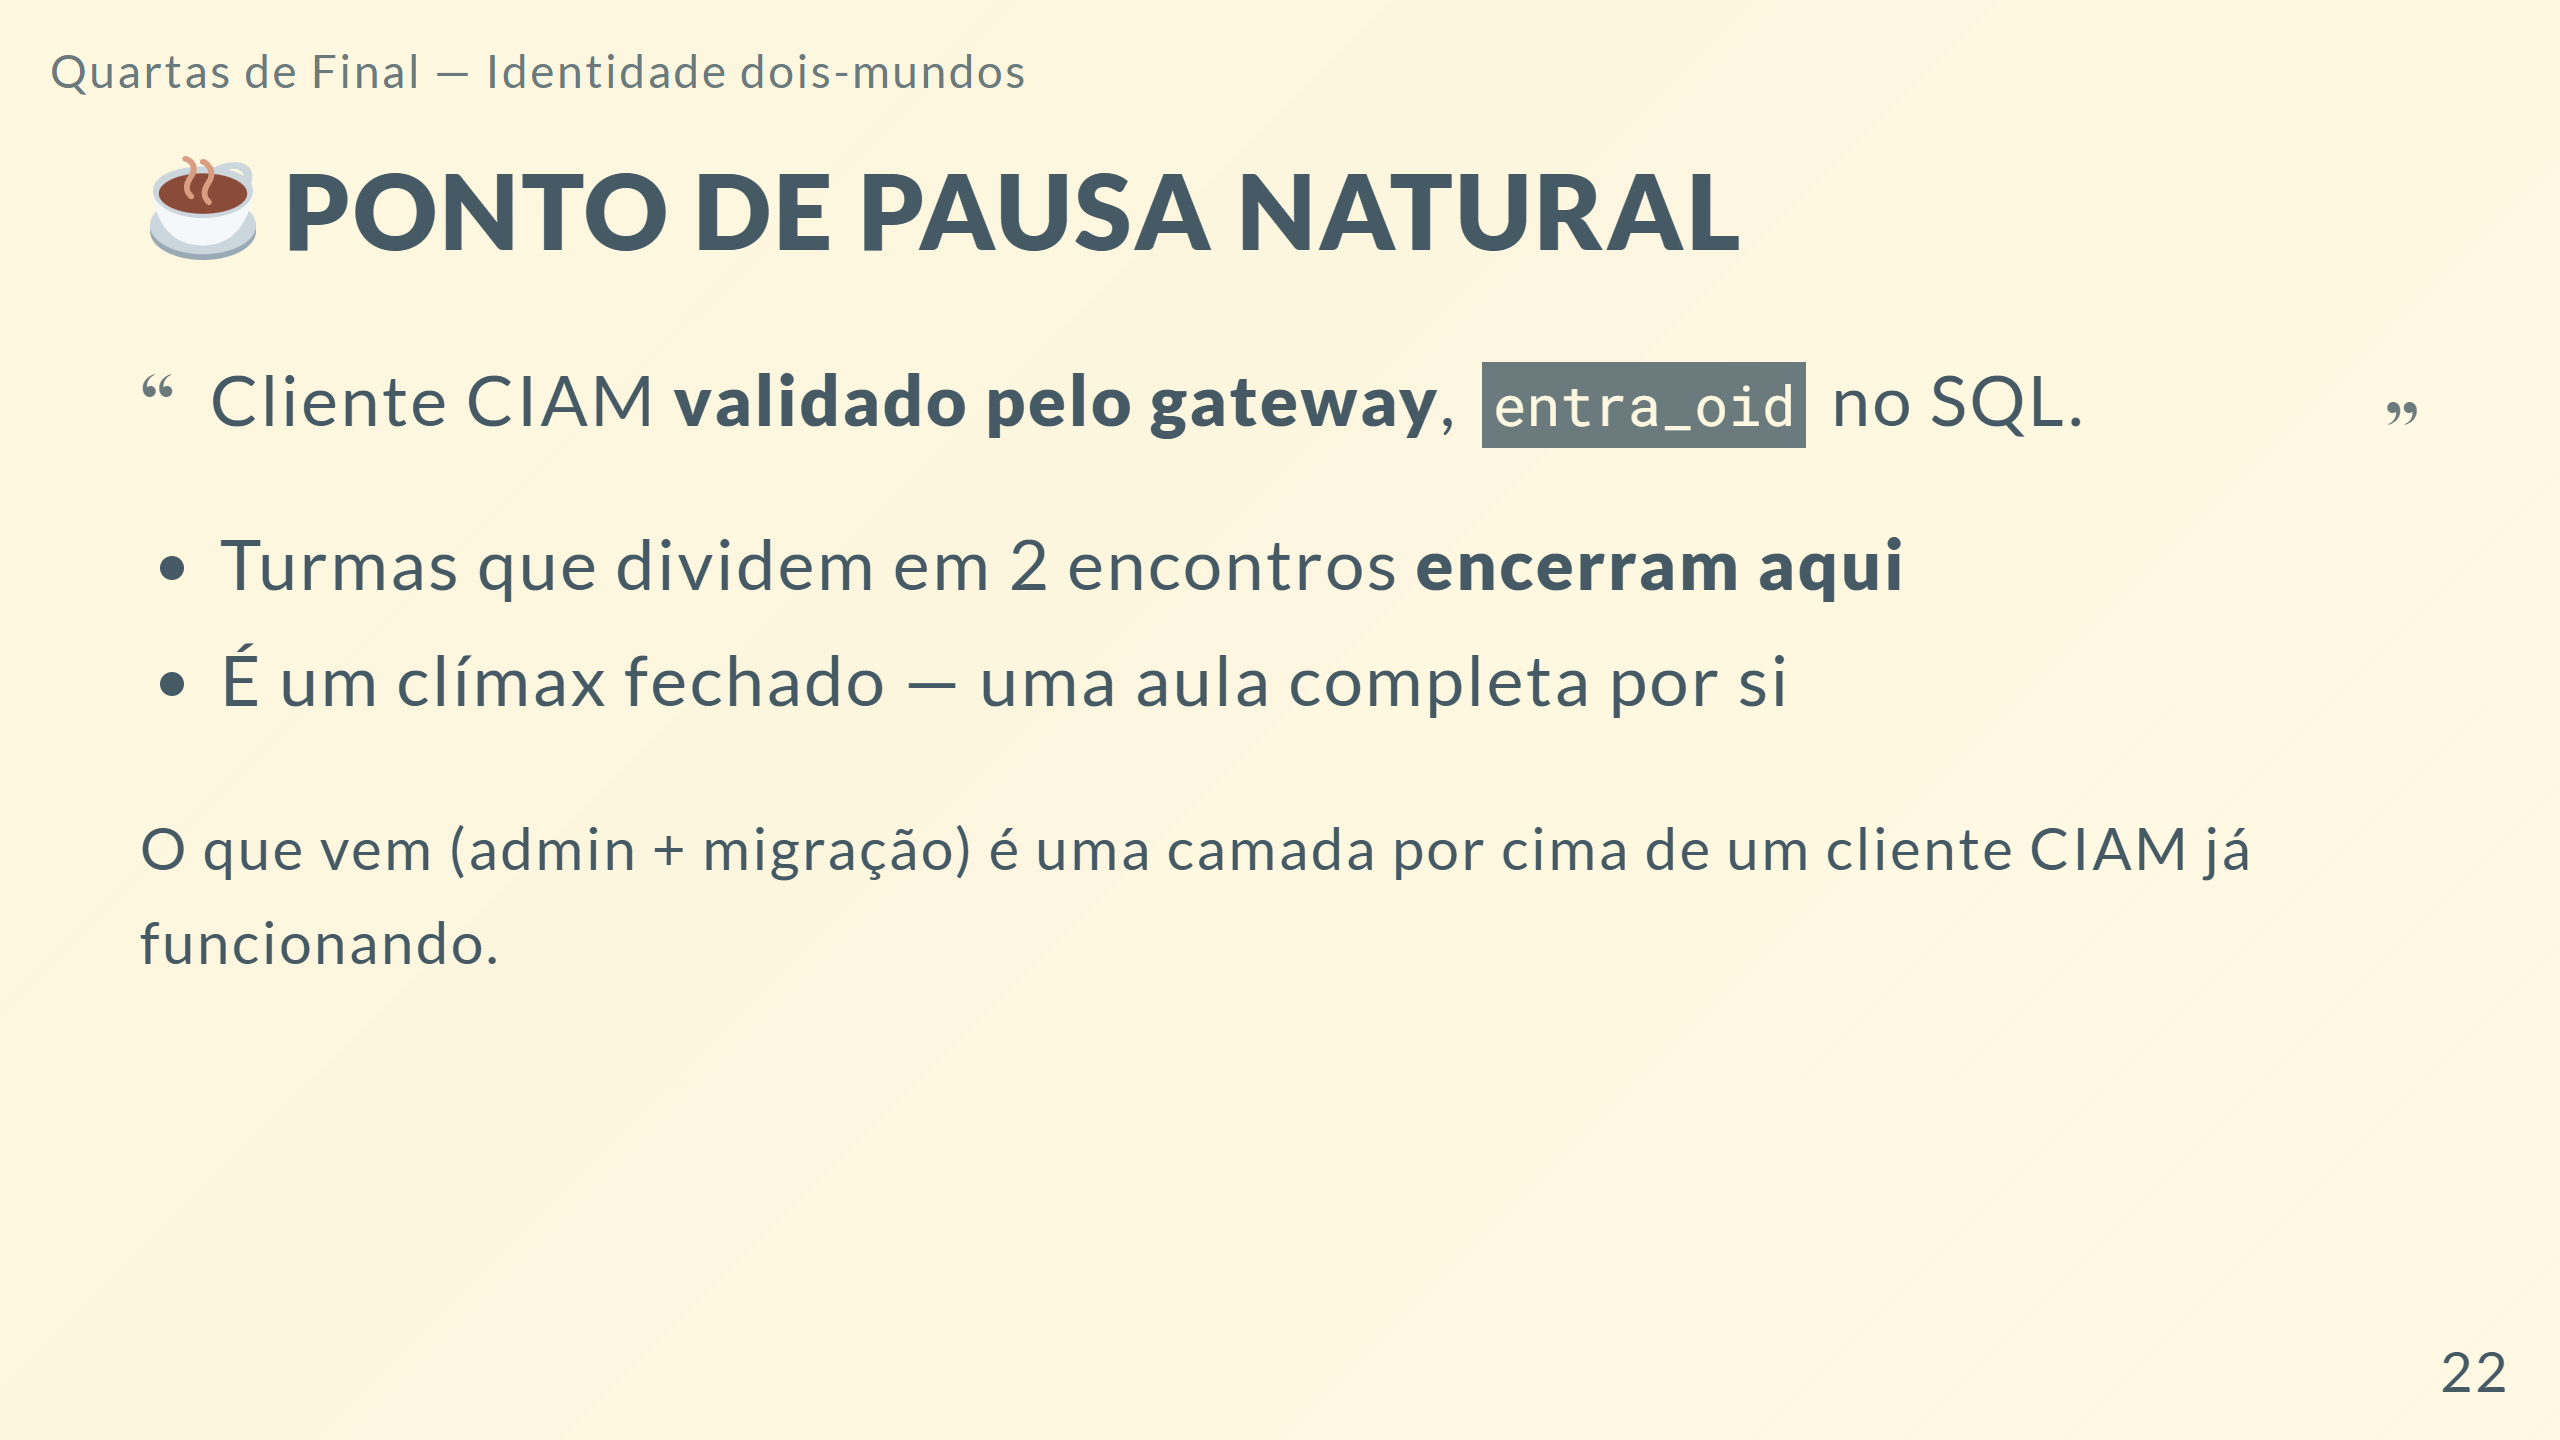 Quartas de Final — Identidade dois-mundos
☕ PONTO DE PAUSA NATURAL
“ Cliente CIAM validado pelo gateway, entra_oid no SQL. ”
• Turmas que dividem em 2 encontros encerram aqui
• É um clímax fechado — uma aula completa por si
O que vem (admin + migração) é uma camada por cima de um cliente CIAM já
funcionando.
22